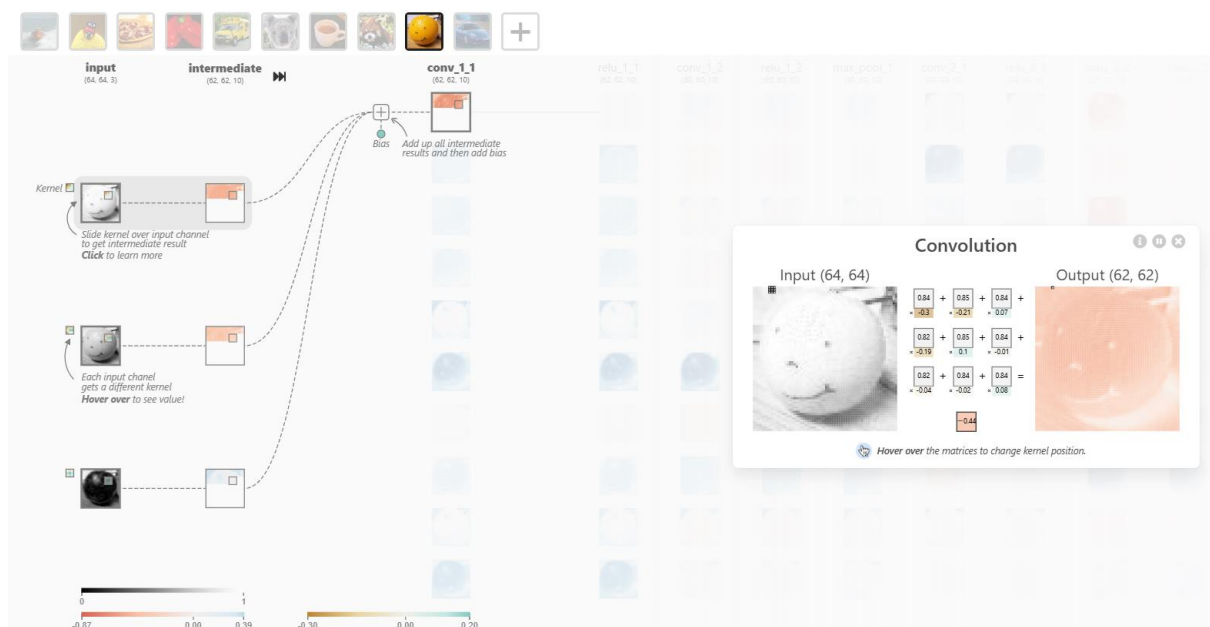 input
(64, 64, 3)
intermediate
(62, 62, 10)
conv_1_1
(62, 62, 10)
relu_1_1
conv_1_2
relu_1_2
max_pool_1
conv_2_1
Bias
Add up all intermediate
results and then add bias
Kernel
Slide kernel over input channel
to get intermediate result
Click to learn more
Each input chanel
gets a different kernel
Hover over to see value!
Convolution
Input (64, 64)
Output (62, 62)
0.84 + 0.85 + 0.84 +
× -0.3 × -0.21 × 0.07
0.82 + 0.85 + 0.84 +
× -0.19 × 0.1 × -0.01
0.82 + 0.84 + 0.84 =
× -0.04 × -0.02 × 0.08
-0.44
Hover over the matrices to change kernel position.
0 1
-0.87 0.00 0.39
-0.30 0.00 0.20